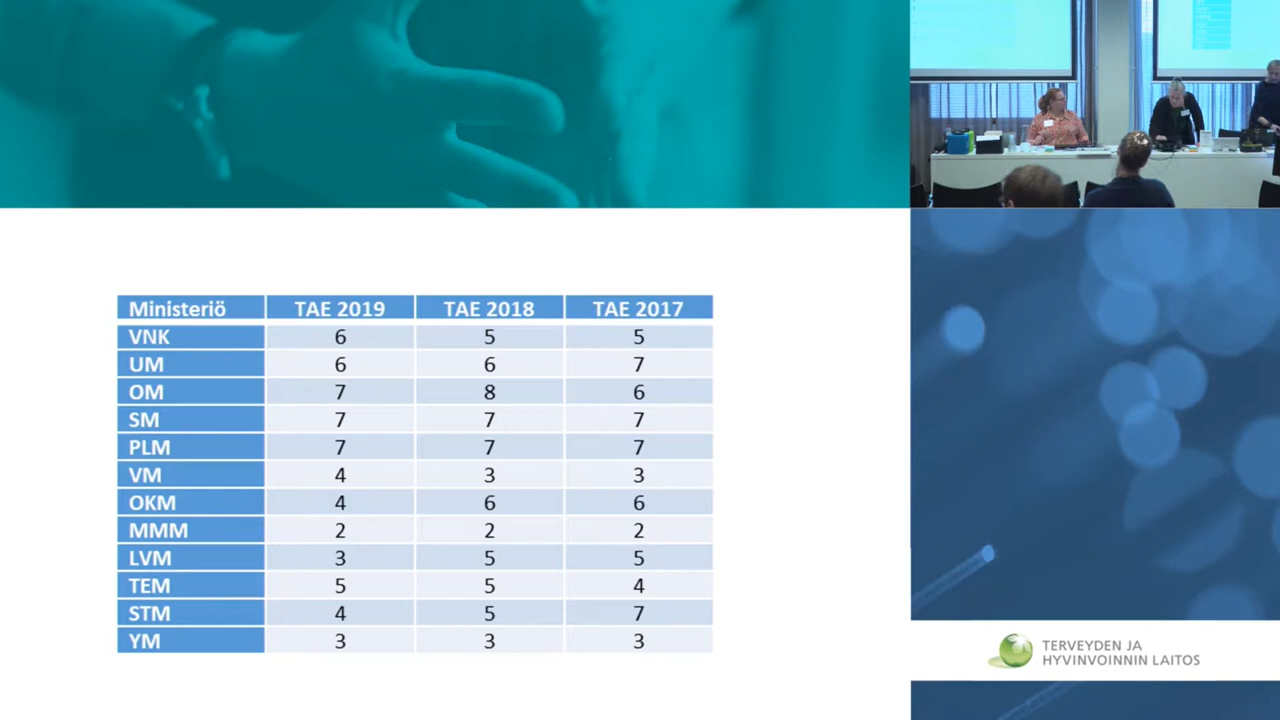 Ministeriö TAE 2019 TAE 2018 TAE 2017
VNK 6 5 5
UM 6 6 7
OM 7 8 6
SM 7 7 7
PLM 7 7 7
VM 4 3 3
OKM 4 6 6
MMM 2 2 2
LVM 3 5 5
TEM 5 5 4
STM 4 5 7
YM 3 3 3
TERVEYDEN JA
HYVINVOINNIN LAITOS